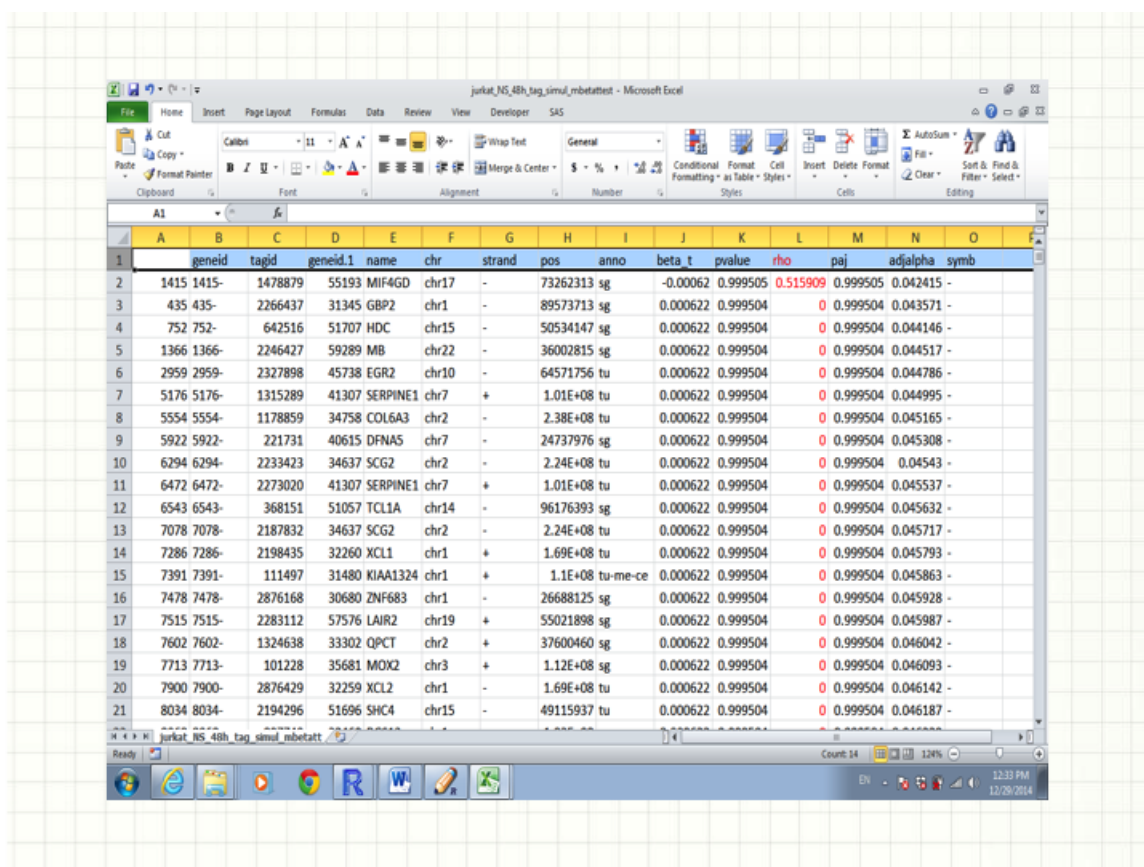 jurkat_NS_48h_tag_simul_mbetattest - Microsoft Excel
File Home Insert Page Layout Formulas Data Review View Developer SAS
Cut
Copy
Format Painter
Paste
Clipboard
Calibri 11
B I U
Font
Wrap Text
Merge & Center
Alignment
General
$ % ,
Number
Conditional Formatting
Format as Table
Cell Styles
Styles
Insert Delete Format
Cells
AutoSum
Fill
Clear
Sort & Filter
Find & Select
Editing
A1 fx
A B C D E F G H I J K L M N O
1 geneid tagid geneid.1 name chr strand pos anno beta_t pvalue rho paj adjalpha symb
2 1415 1415- 1478879 55193 MIF4GD chr17 - 73262313 sg -0.00062 0.999505 0.515909 0.999505 0.042415 -
3 435 435- 2266437 31345 GBP2 chr1 - 89573713 sg 0.000622 0.999504 0 0.999504 0.043571 -
4 752 752- 642516 51707 HDC chr15 - 50534147 sg 0.000622 0.999504 0 0.999504 0.044146 -
5 1366 1366- 2246427 59289 MB chr22 - 36002815 sg 0.000622 0.999504 0 0.999504 0.044517 -
6 2959 2959- 2327898 45738 EGR2 chr10 - 64571756 tu 0.000622 0.999504 0 0.999504 0.044786 -
7 5176 5176- 1315289 41307 SERPINE1 chr7 + 1.01E+08 tu 0.000622 0.999504 0 0.999504 0.044995 -
8 5554 5554- 1178859 34758 COL6A3 chr2 - 2.38E+08 tu 0.000622 0.999504 0 0.999504 0.045165 -
9 5922 5922- 221731 40615 DFNA5 chr7 - 24737976 sg 0.000622 0.999504 0 0.999504 0.045308 -
10 6294 6294- 2233423 34637 SCG2 chr2 - 2.24E+08 tu 0.000622 0.999504 0 0.999504 0.04543 -
11 6472 6472- 2273020 41307 SERPINE1 chr7 + 1.01E+08 tu 0.000622 0.999504 0 0.999504 0.045537 -
12 6543 6543- 368151 51057 TCL1A chr14 - 96176393 sg 0.000622 0.999504 0 0.999504 0.045632 -
13 7078 7078- 2187832 34637 SCG2 chr2 - 2.24E+08 tu 0.000622 0.999504 0 0.999504 0.045717 -
14 7286 7286- 2198435 32260 XCL1 chr1 + 1.69E+08 tu 0.000622 0.999504 0 0.999504 0.045793 -
15 7391 7391- 111497 31480 KIAA1324 chr1 + 1.1E+08 tu-me-ce 0.000622 0.999504 0 0.999504 0.045863 -
16 7478 7478- 2876168 30680 ZNF683 chr1 - 26688125 sg 0.000622 0.999504 0 0.999504 0.045928 -
17 7515 7515- 2283112 57576 LAIR2 chr19 + 55021898 sg 0.000622 0.999504 0 0.999504 0.045987 -
18 7602 7602- 1324638 33302 QPCT chr2 + 37600460 sg 0.000622 0.999504 0 0.999504 0.046042 -
19 7713 7713- 101228 35681 MOX2 chr3 + 1.12E+08 sg 0.000622 0.999504 0 0.999504 0.046093 -
20 7900 7900- 2876429 32259 XCL2 chr1 - 1.69E+08 tu 0.000622 0.999504 0 0.999504 0.046142 -
21 8034 8034- 2194296 51696 SHC4 chr15 - 49115937 tu 0.000622 0.999504 0 0.999504 0.046187 -
jurkat_NS_48h_tag_simul_mbetatt
Ready Count: 14 124%
EN 12:33 PM
12/29/2014